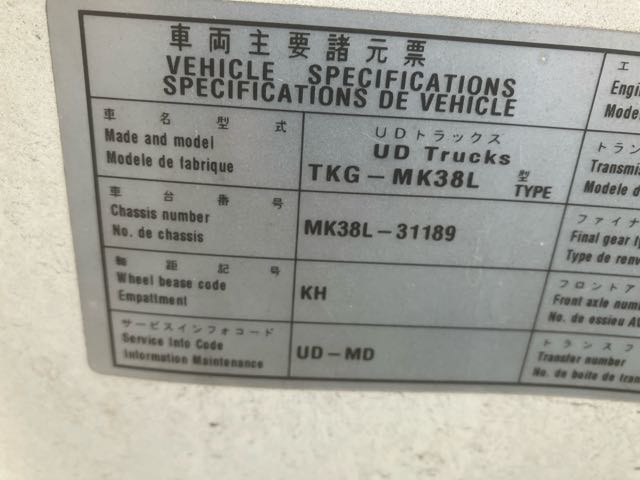 車両主要諸元票
VEHICLE SPECIFICATIONS
SPECIFICATIONS DE VEHICLE
車名型式
Made and model
Modele de fabrique
UDトラックス
UD Trucks
TKG-MK38L 型 TYPE
車台番号
Chassis number
No. de chassis
MK38L-31189
軸距記号
Wheel bease code
Empattment
KH
サービスインフォコード
Service Info Code
Information Maintenance
UD-MD
エ
Engi
Mode
トラン
Transmis
Modele d
ファイナ
Final gear
Type de renv
フロントア
Front axle num
No. de essieu A
トランスフ
Transfer number
No. de boite de tran